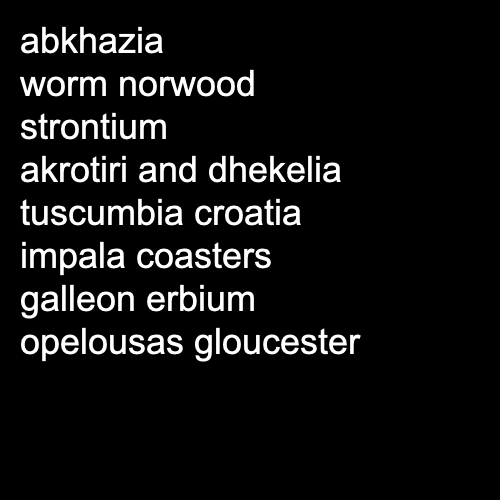 abkhazia
worm norwood
strontium
akrotiri and dhekelia
tuscumbia croatia
impala coasters
galleon erbium
opelousas gloucester